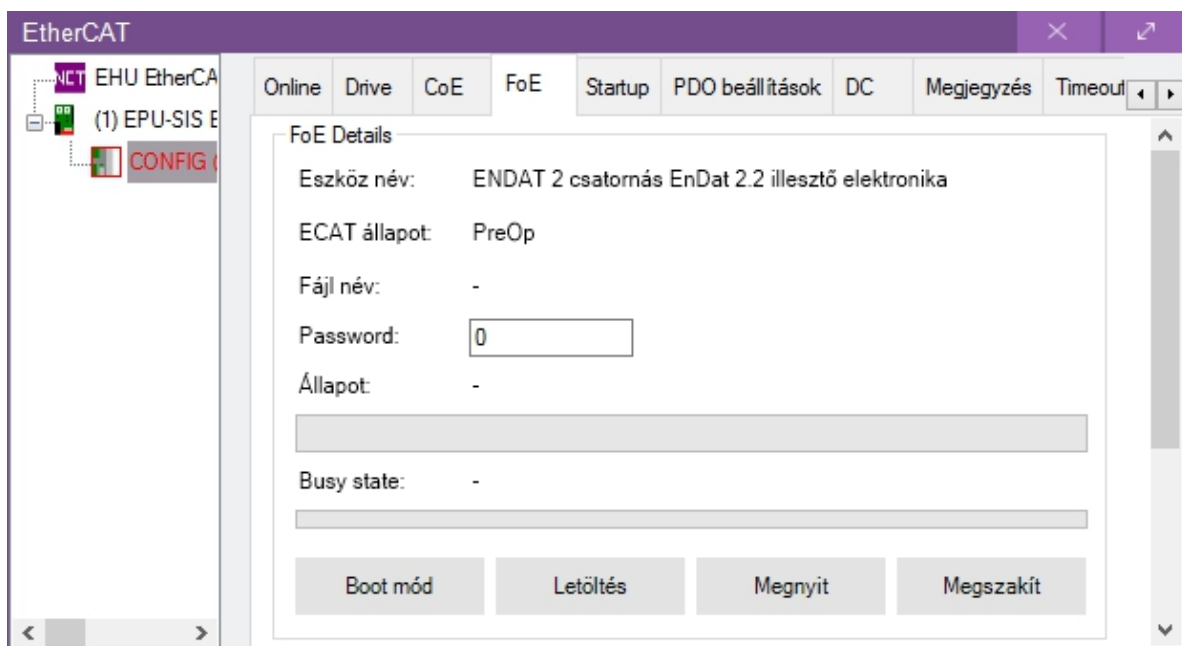 EtherCAT
NCT EHU EtherCA
(1) EPU-SIS E
CONFIG (
Online Drive CoE FoE Startup PDO beállítások DC Megjegyzés Timeout
FoE Details
Eszköz név: ENDAT 2 csatornás EnDat 2.2 illesztő elektronika
ECAT állapot: PreOp
Fájl név: -
Password: 0
Állapot: -
Busy state: -
Boot mód Letöltés Megnyit Megszakít